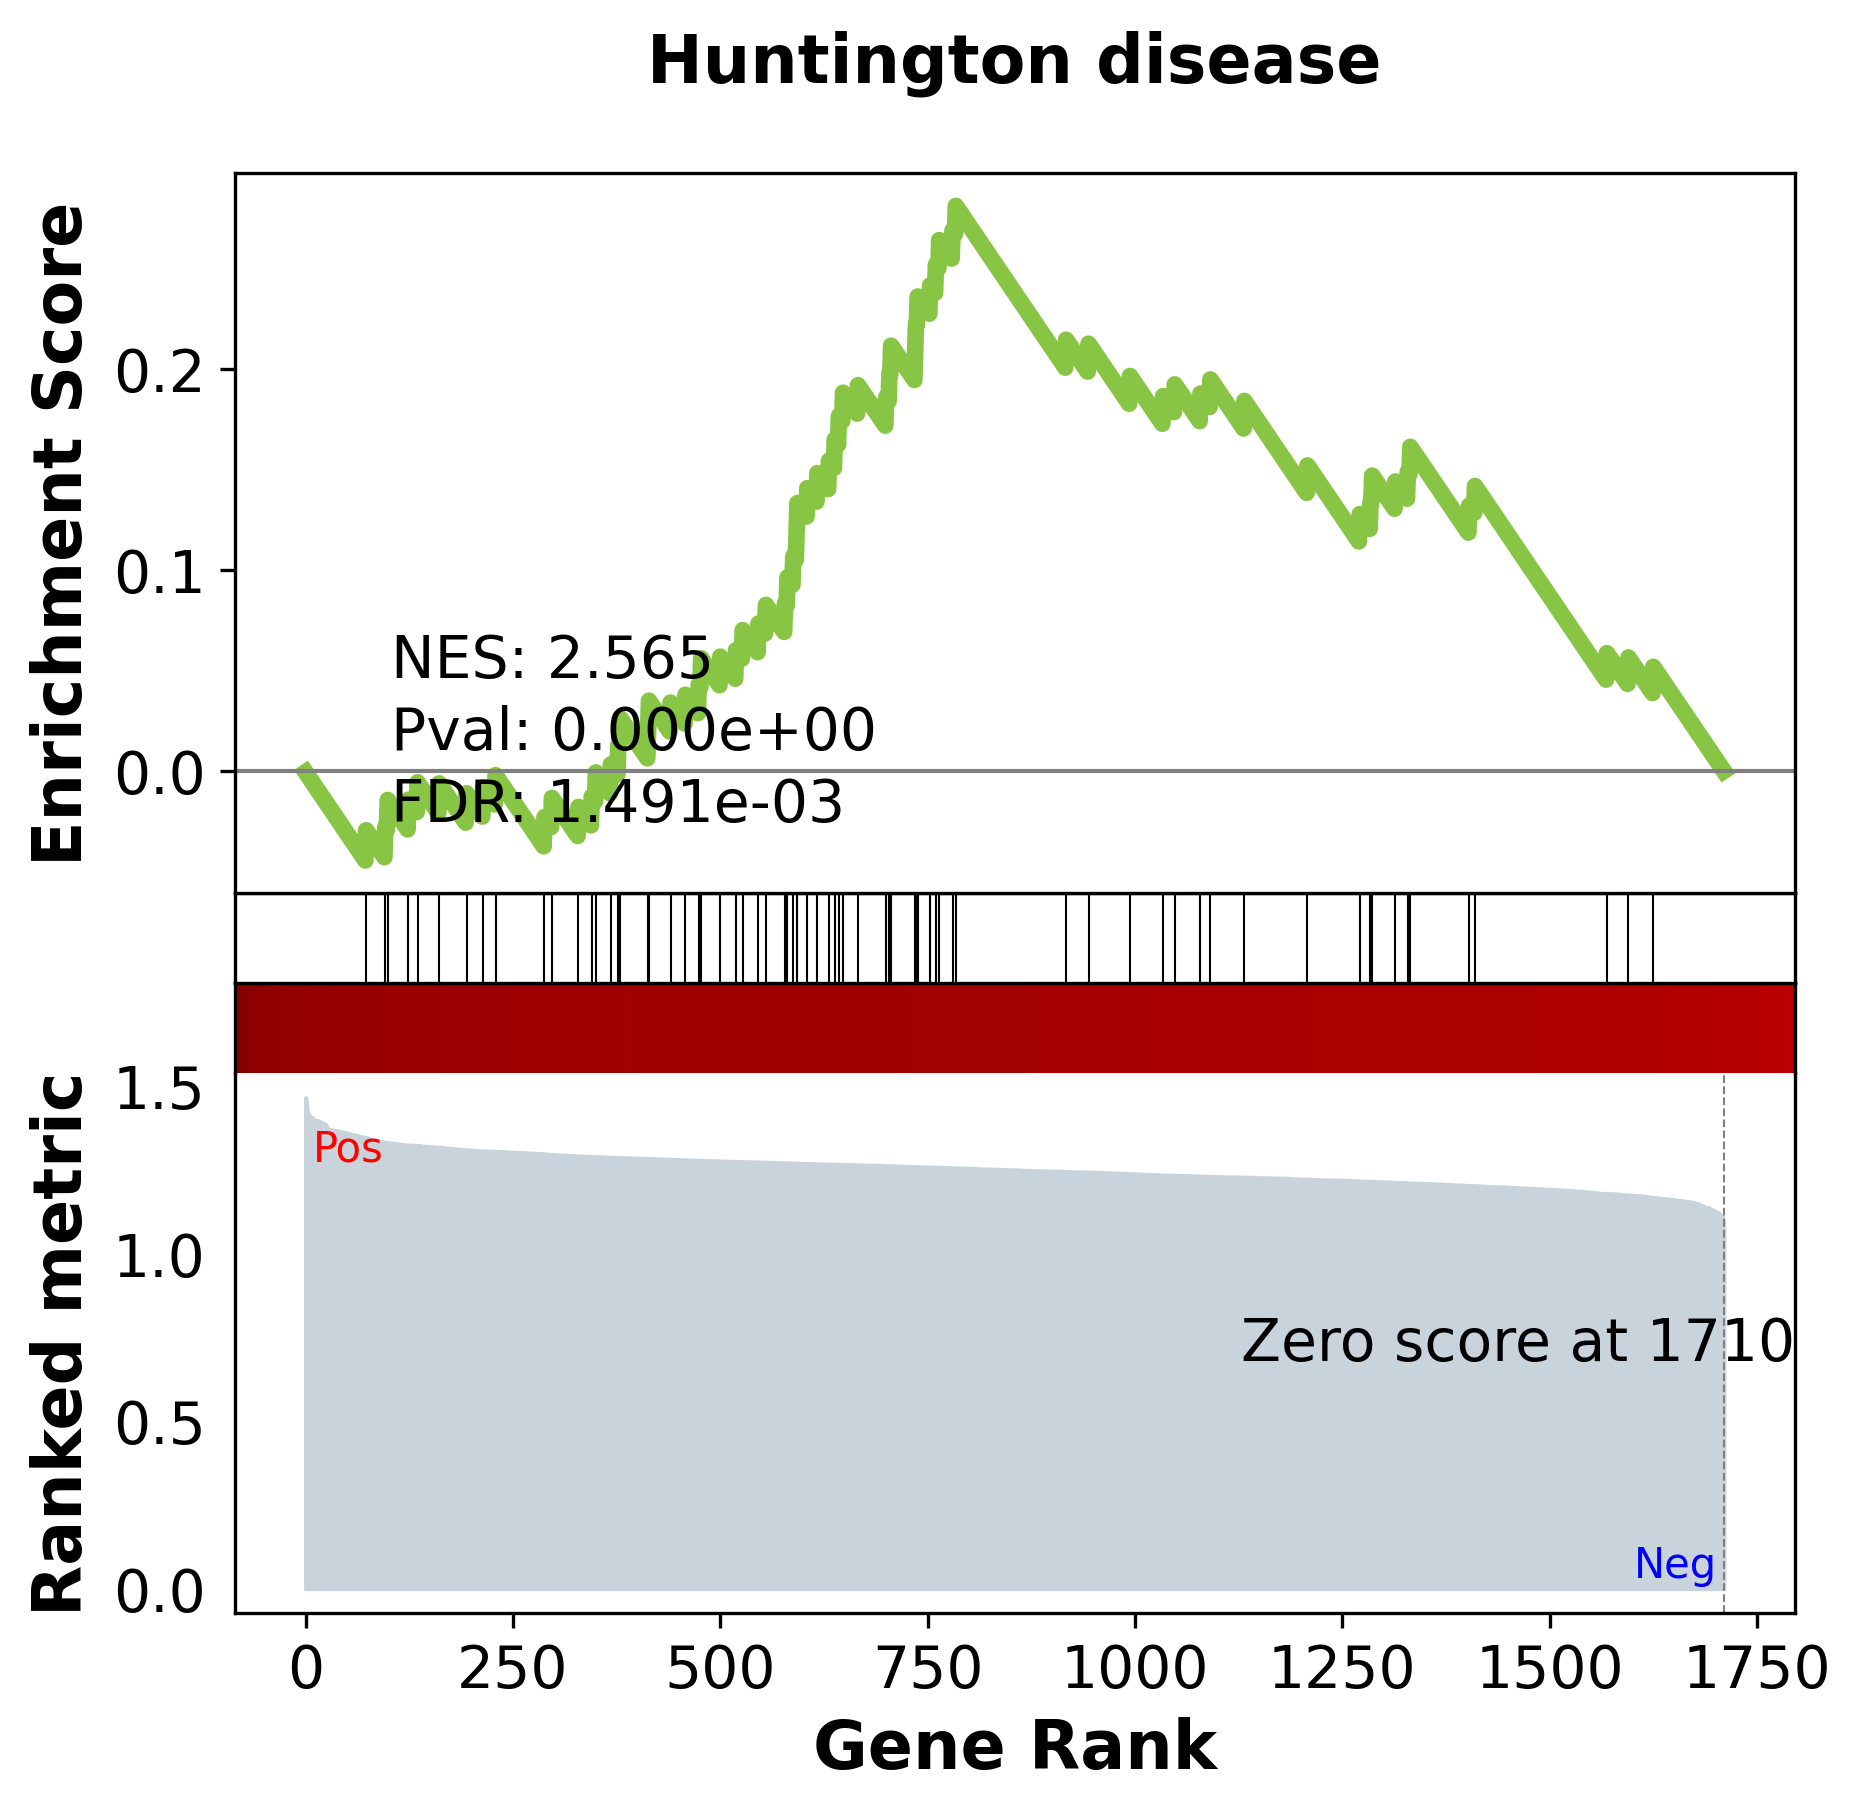 Huntington disease
Enrichment Score
0.2
0.1
0.0
NES: 2.565
Pval: 0.000e+00
FDR: 1.491e-03
Ranked metric
1.5
1.0
0.5
0.0
Pos
Zero score at 1710
Neg
0 250 500 750 1000 1250 1500 1750
Gene Rank